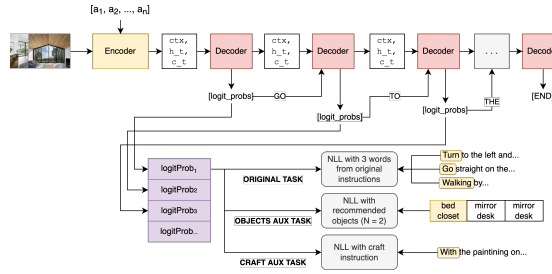 [a₁, a₂, ..., aₙ]
Encoder
ctx,
h_t,
c_t
Decoder
ctx,
h_t,
c_t
Decoder
ctx,
h_t,
c_t
Decoder
...
Decod
[logit_probs]
GO
[logit_probs]
TO
[logit_probs]
THE
[END
logitProb₁
logitProb₂
logitProb₃
logitProb...
ORIGINAL TASK
OBJECTS AUX TASK
CRAFT AUX TASK
NLL with 3 words
from original
instructions
NLL with
recommended
objects (N = 2)
NLL with craft
instruction
Turn to the left and...
Go straight on the...
Walking by...
bed
closet
mirror
desk
mirror
desk
With the paintining on...